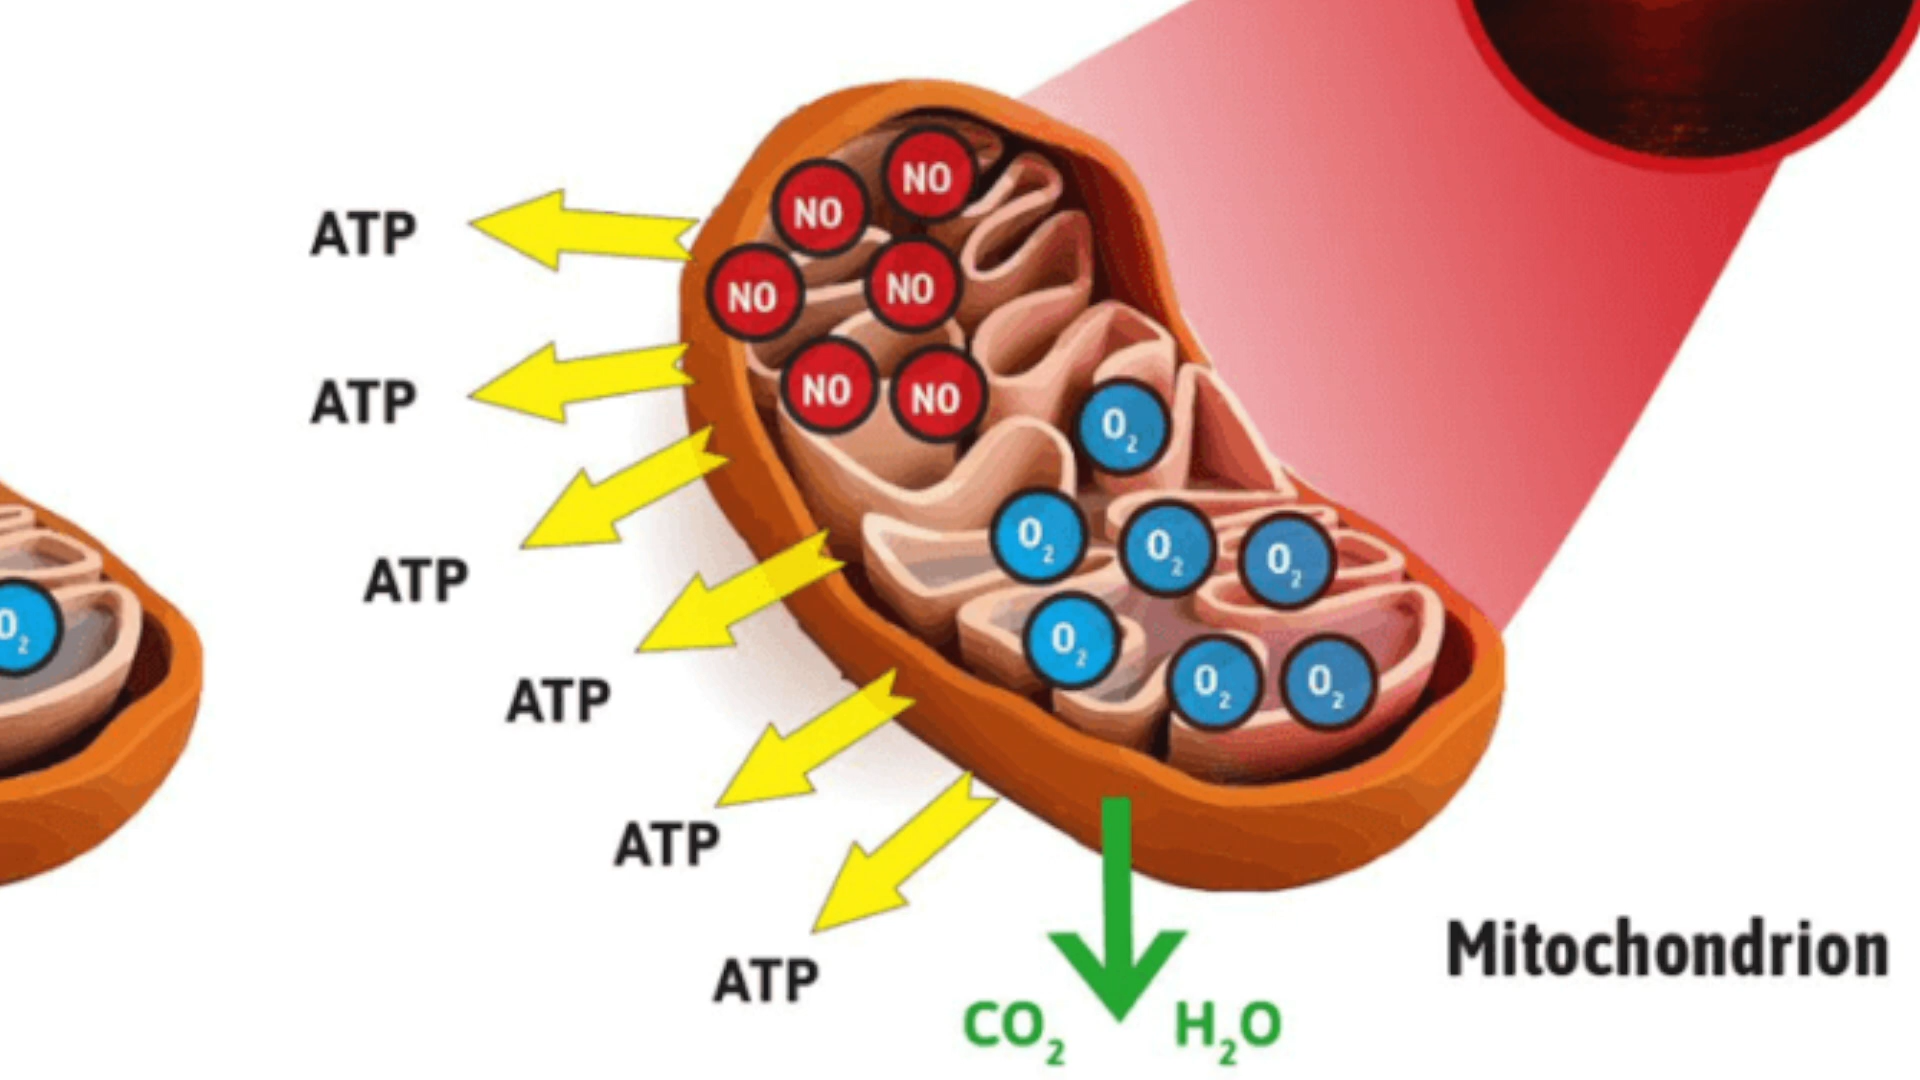 NO
NO
ATP
NO
NO
ATP
NO
NO
O₂
O₂
O₂
O₂
ATP
O₂
O₂
O₂
O₂
ATP
ATP
ATP
Mitochondrion
CO₂
H₂O